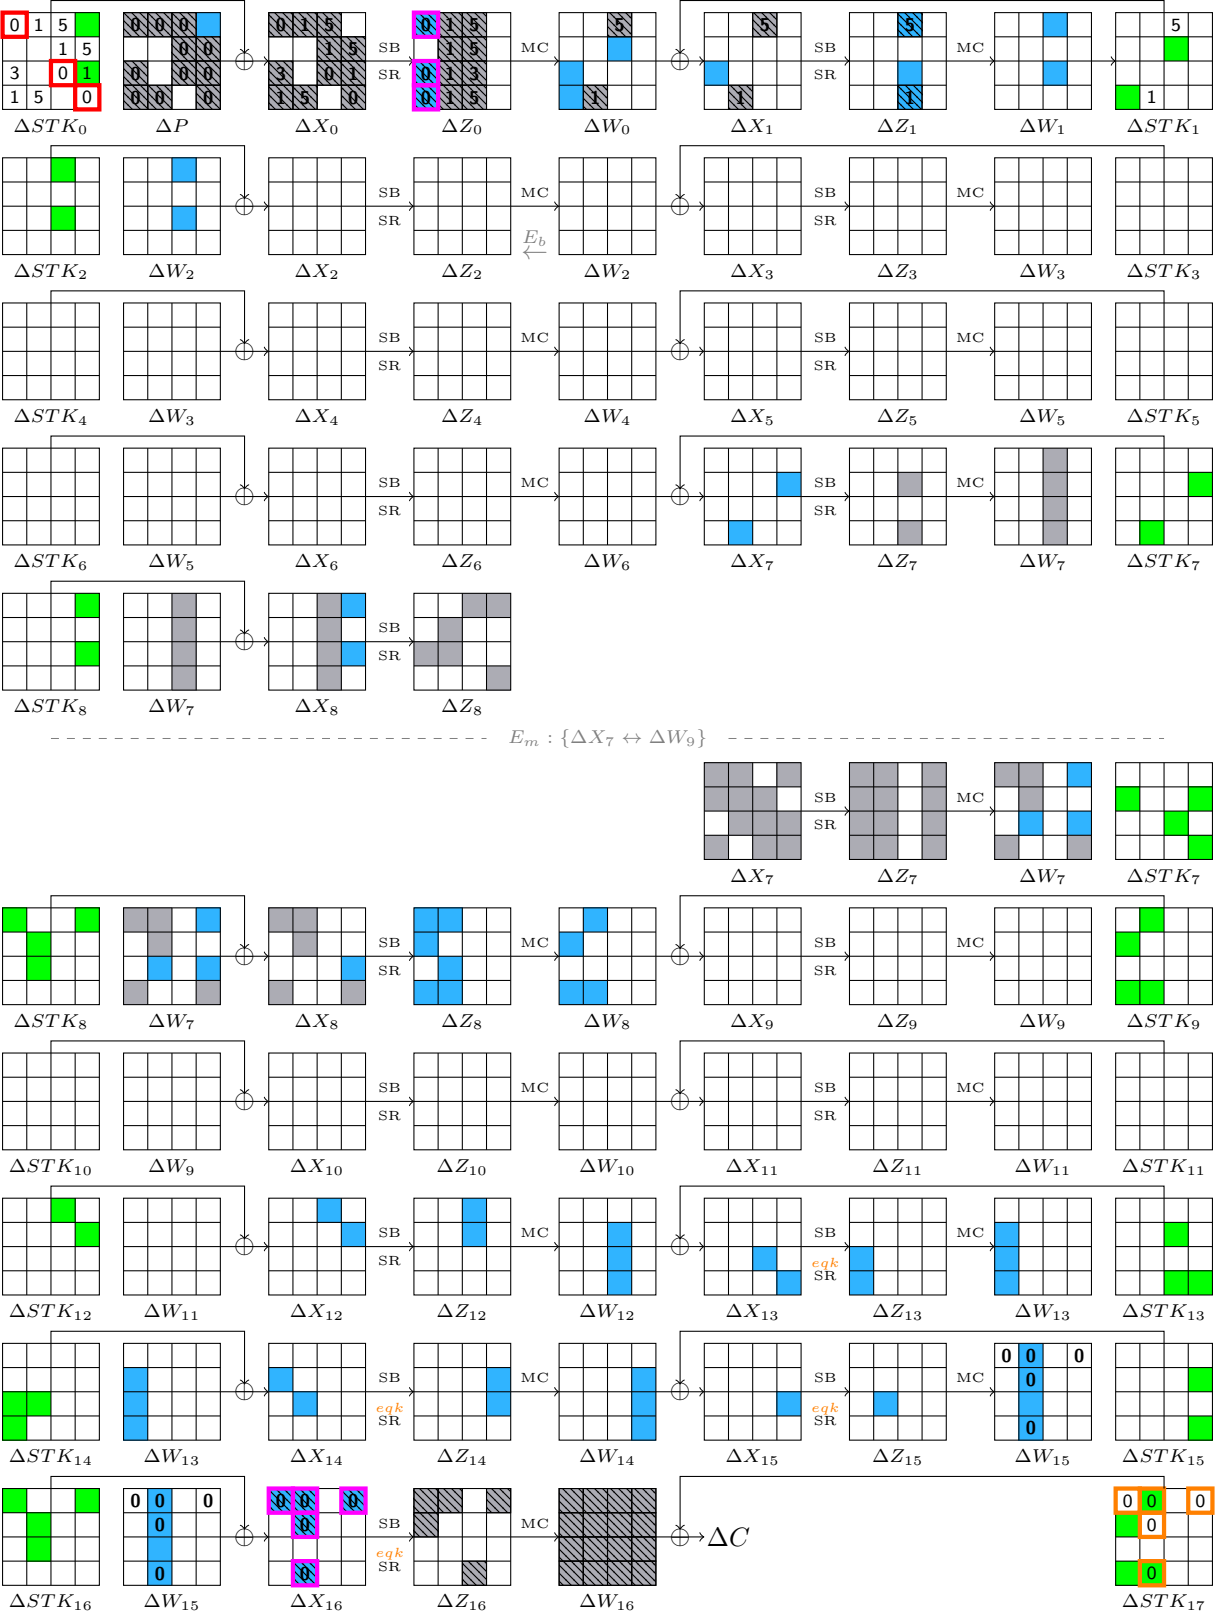 0 1 5 0 0 0 0 1 5 0 1 5 5 5 5 5
1 5 0 0 1 5 1 5
SB MC SB MC
3 0 1 0 0 0 3 0 1 0 1 3
SR SR
1 5 0 0 0 0 1 5 0 0 1 5 1 1 1 1
ΔSTK₀ ΔP ΔX₀ ΔZ₀ ΔW₀ ΔX₁ ΔZ₁ ΔW₁ ΔSTK₁
SB MC SB MC
SR SR
E_b
←
ΔSTK₂ ΔW₂ ΔX₂ ΔZ₂ ΔW₂ ΔX₃ ΔZ₃ ΔW₃ ΔSTK₃
SB MC SB MC
SR SR
ΔSTK₄ ΔW₃ ΔX₄ ΔZ₄ ΔW₄ ΔX₅ ΔZ₅ ΔW₅ ΔSTK₅
SB MC SB MC
SR SR
ΔSTK₆ ΔW₅ ΔX₆ ΔZ₆ ΔW₆ ΔX₇ ΔZ₇ ΔW₇ ΔSTK₇
SB
SR
ΔSTK₈ ΔW₇ ΔX₈ ΔZ₈
E_m : {ΔX₇ ↔ ΔW₉}
SB MC
SR
ΔX₇ ΔZ₇ ΔW₇ ΔSTK₇
SB MC SB MC
SR SR
ΔSTK₈ ΔW₇ ΔX₈ ΔZ₈ ΔW₈ ΔX₉ ΔZ₉ ΔW₉ ΔSTK₉
SB MC SB MC
SR SR
ΔSTK₁₀ ΔW₉ ΔX₁₀ ΔZ₁₀ ΔW₁₀ ΔX₁₁ ΔZ₁₁ ΔW₁₁ ΔSTK₁₁
SB MC SB MC
SR eqk SR
ΔSTK₁₂ ΔW₁₁ ΔX₁₂ ΔZ₁₂ ΔW₁₂ ΔX₁₃ ΔZ₁₃ ΔW₁₃ ΔSTK₁₃
0 0 0
SB MC SB MC 0
eqk SR eqk SR
0
ΔSTK₁₄ ΔW₁₃ ΔX₁₄ ΔZ₁₄ ΔW₁₄ ΔX₁₅ ΔZ₁₅ ΔW₁₅ ΔSTK₁₅
0 0 0 0 0 0 0 0 0
0 0 SB MC 0
ΔC
eqk SR
0 0 0
ΔSTK₁₆ ΔW₁₅ ΔX₁₆ ΔZ₁₆ ΔW₁₆ ΔSTK₁₇